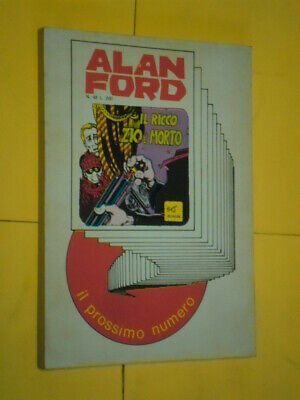 ALAN
FORD
IL RICCO
ZIO È MORTO
il prossimo numero